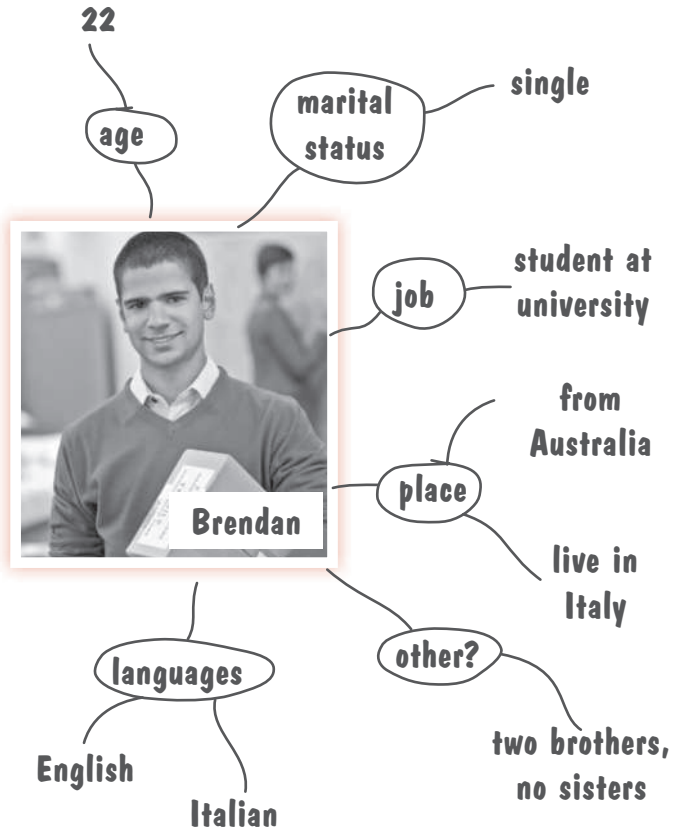 22
age
marital
status
single
job
student at
university
from
Australia
place
live in
Italy
Brendan
languages
English
Italian
other?
two brothers,
no sisters